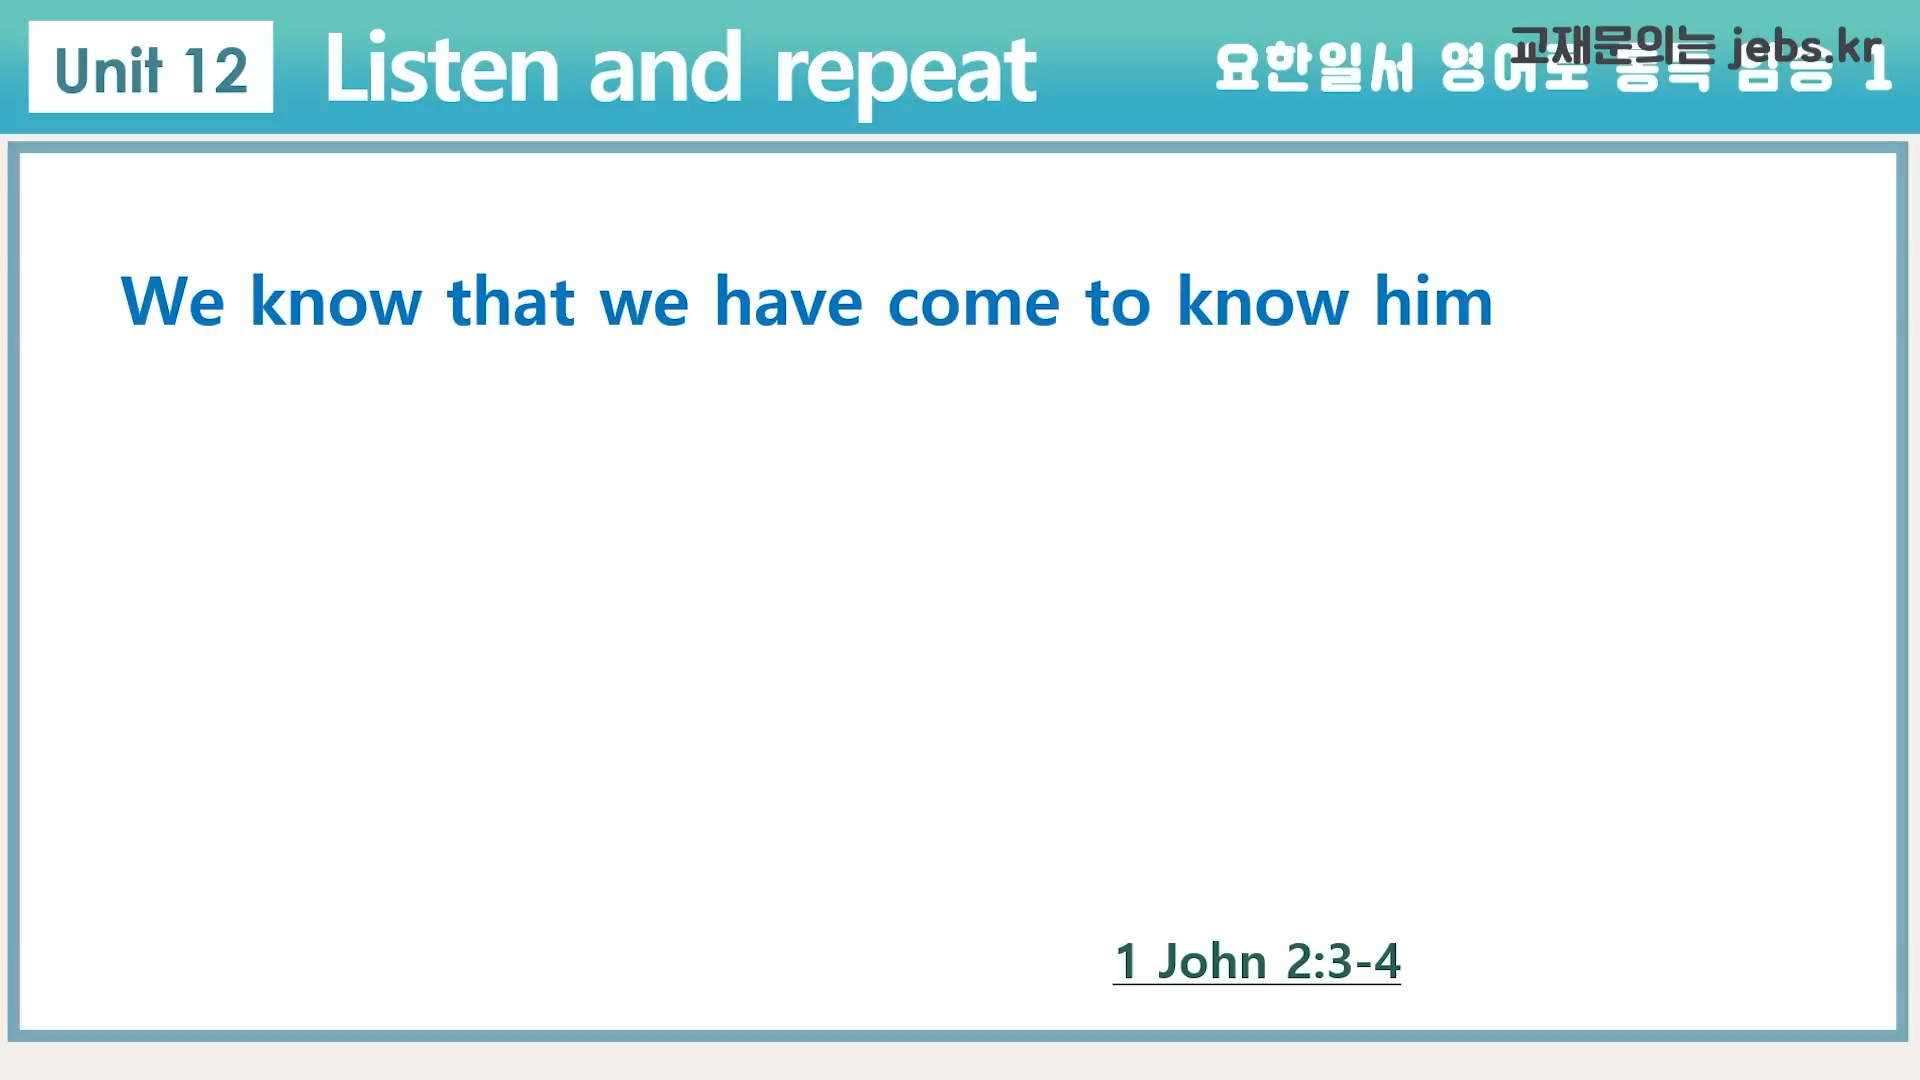 Unit 12
Listen and repeat
요한일서 영어로 통독 암송 1
교재문의는 jebs.kr
We know that we have come to know him
1 John 2:3-4